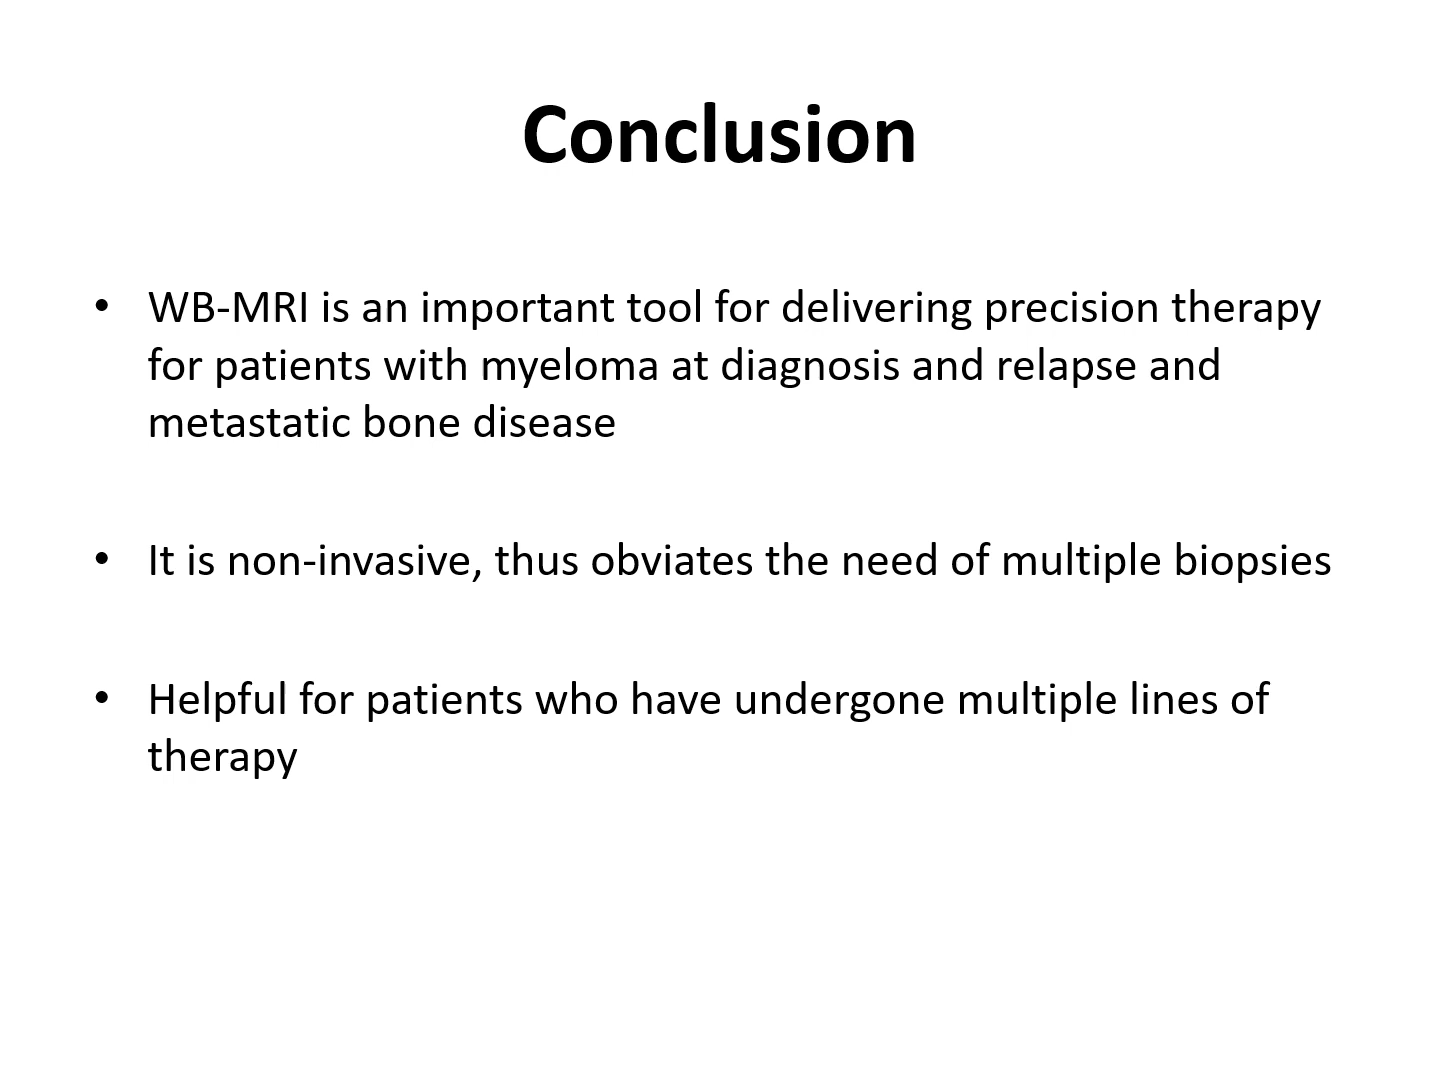 Conclusion
• WB-MRI is an important tool for delivering precision therapy
for patients with myeloma at diagnosis and relapse and
metastatic bone disease
• It is non-invasive, thus obviates the need of multiple biopsies
• Helpful for patients who have undergone multiple lines of
therapy